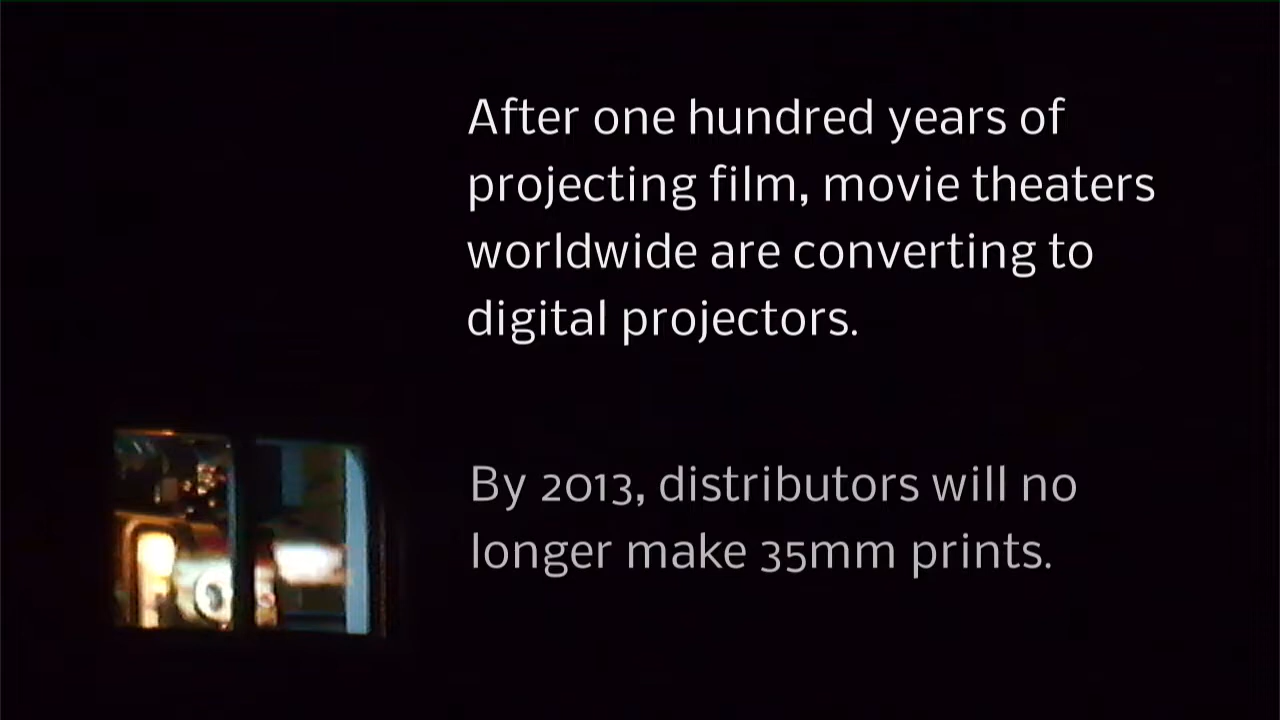 After one hundred years of
projecting film, movie theaters
worldwide are converting to
digital projectors.
By 2013, distributors will no
longer make 35mm prints.